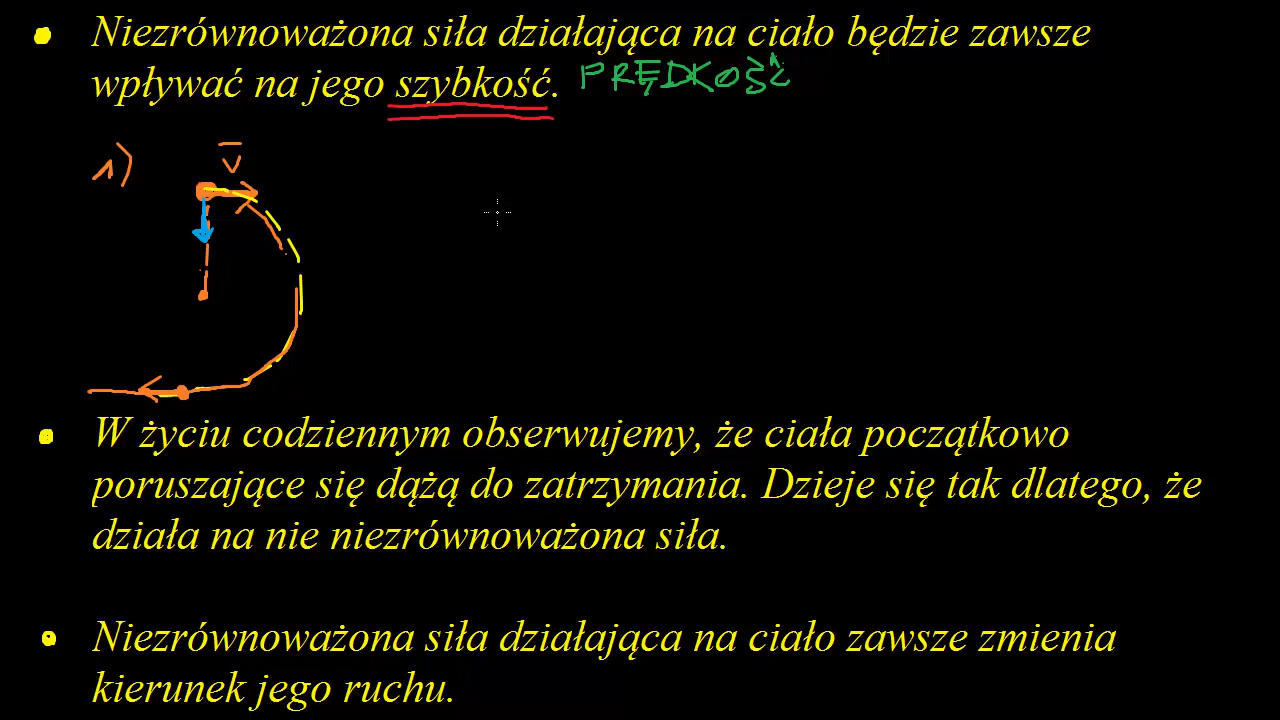 Niezrównoważona siła działająca na ciało będzie zawsze
wpływać na jego szybkość. PRĘDKOŚĆ
1) v
W życiu codziennym obserwujemy, że ciała początkowo
poruszające się dążą do zatrzymania. Dzieje się tak dlatego, że
działa na nie niezrównoważona siła.
Niezrównoważona siła działająca na ciało zawsze zmienia
kierunek jego ruchu.